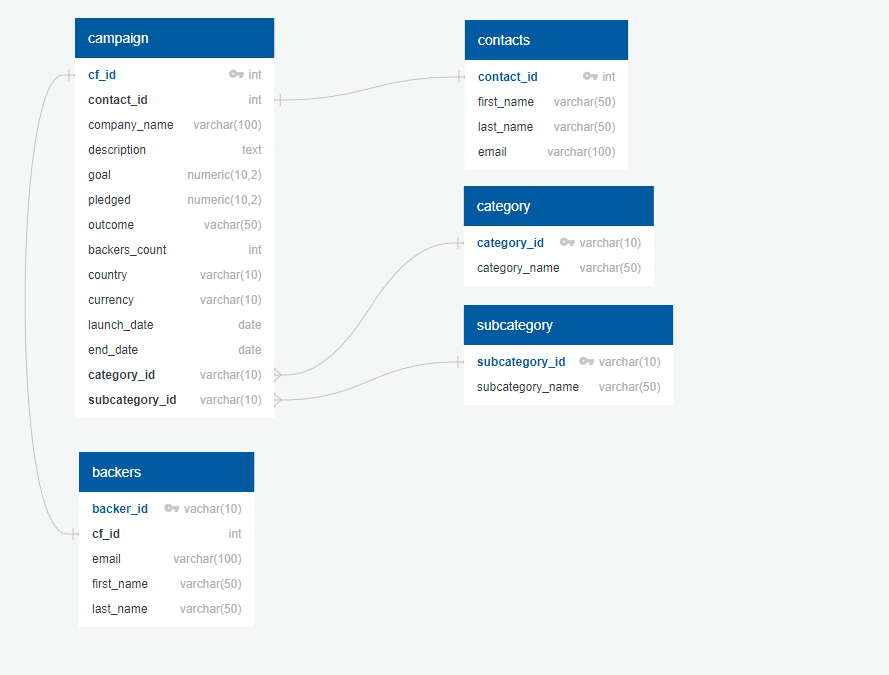 campaign
cf_id int
contact_id int
company_name varchar(100)
description text
goal numeric(10,2)
pledged numeric(10,2)
outcome vachar(50)
backers_count int
country varchar(10)
currency varchar(10)
launch_date date
end_date date
category_id varchar(10)
subcategory_id varchar(10)
contacts
contact_id int
first_name varchar(50)
last_name varchar(50)
email varchar(100)
category
category_id varchar(10)
category_name varchar(50)
subcategory
subcategory_id varchar(10)
subcategory_name varchar(50)
backers
backer_id vachar(10)
cf_id int
email varchar(100)
first_name varchar(50)
last_name varchar(50)